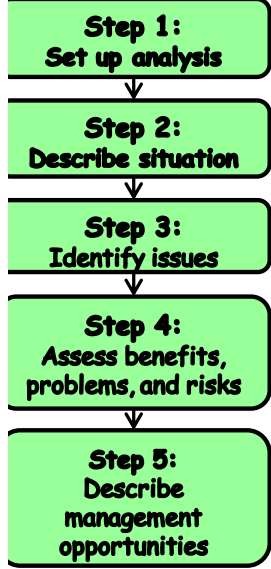 Step 1:
Set up analysis
Step 2:
Describe situation
Step 3:
Identify issues
Step 4:
Assess benefits,
problems, and risks
Step 5:
Describe
management
opportunities